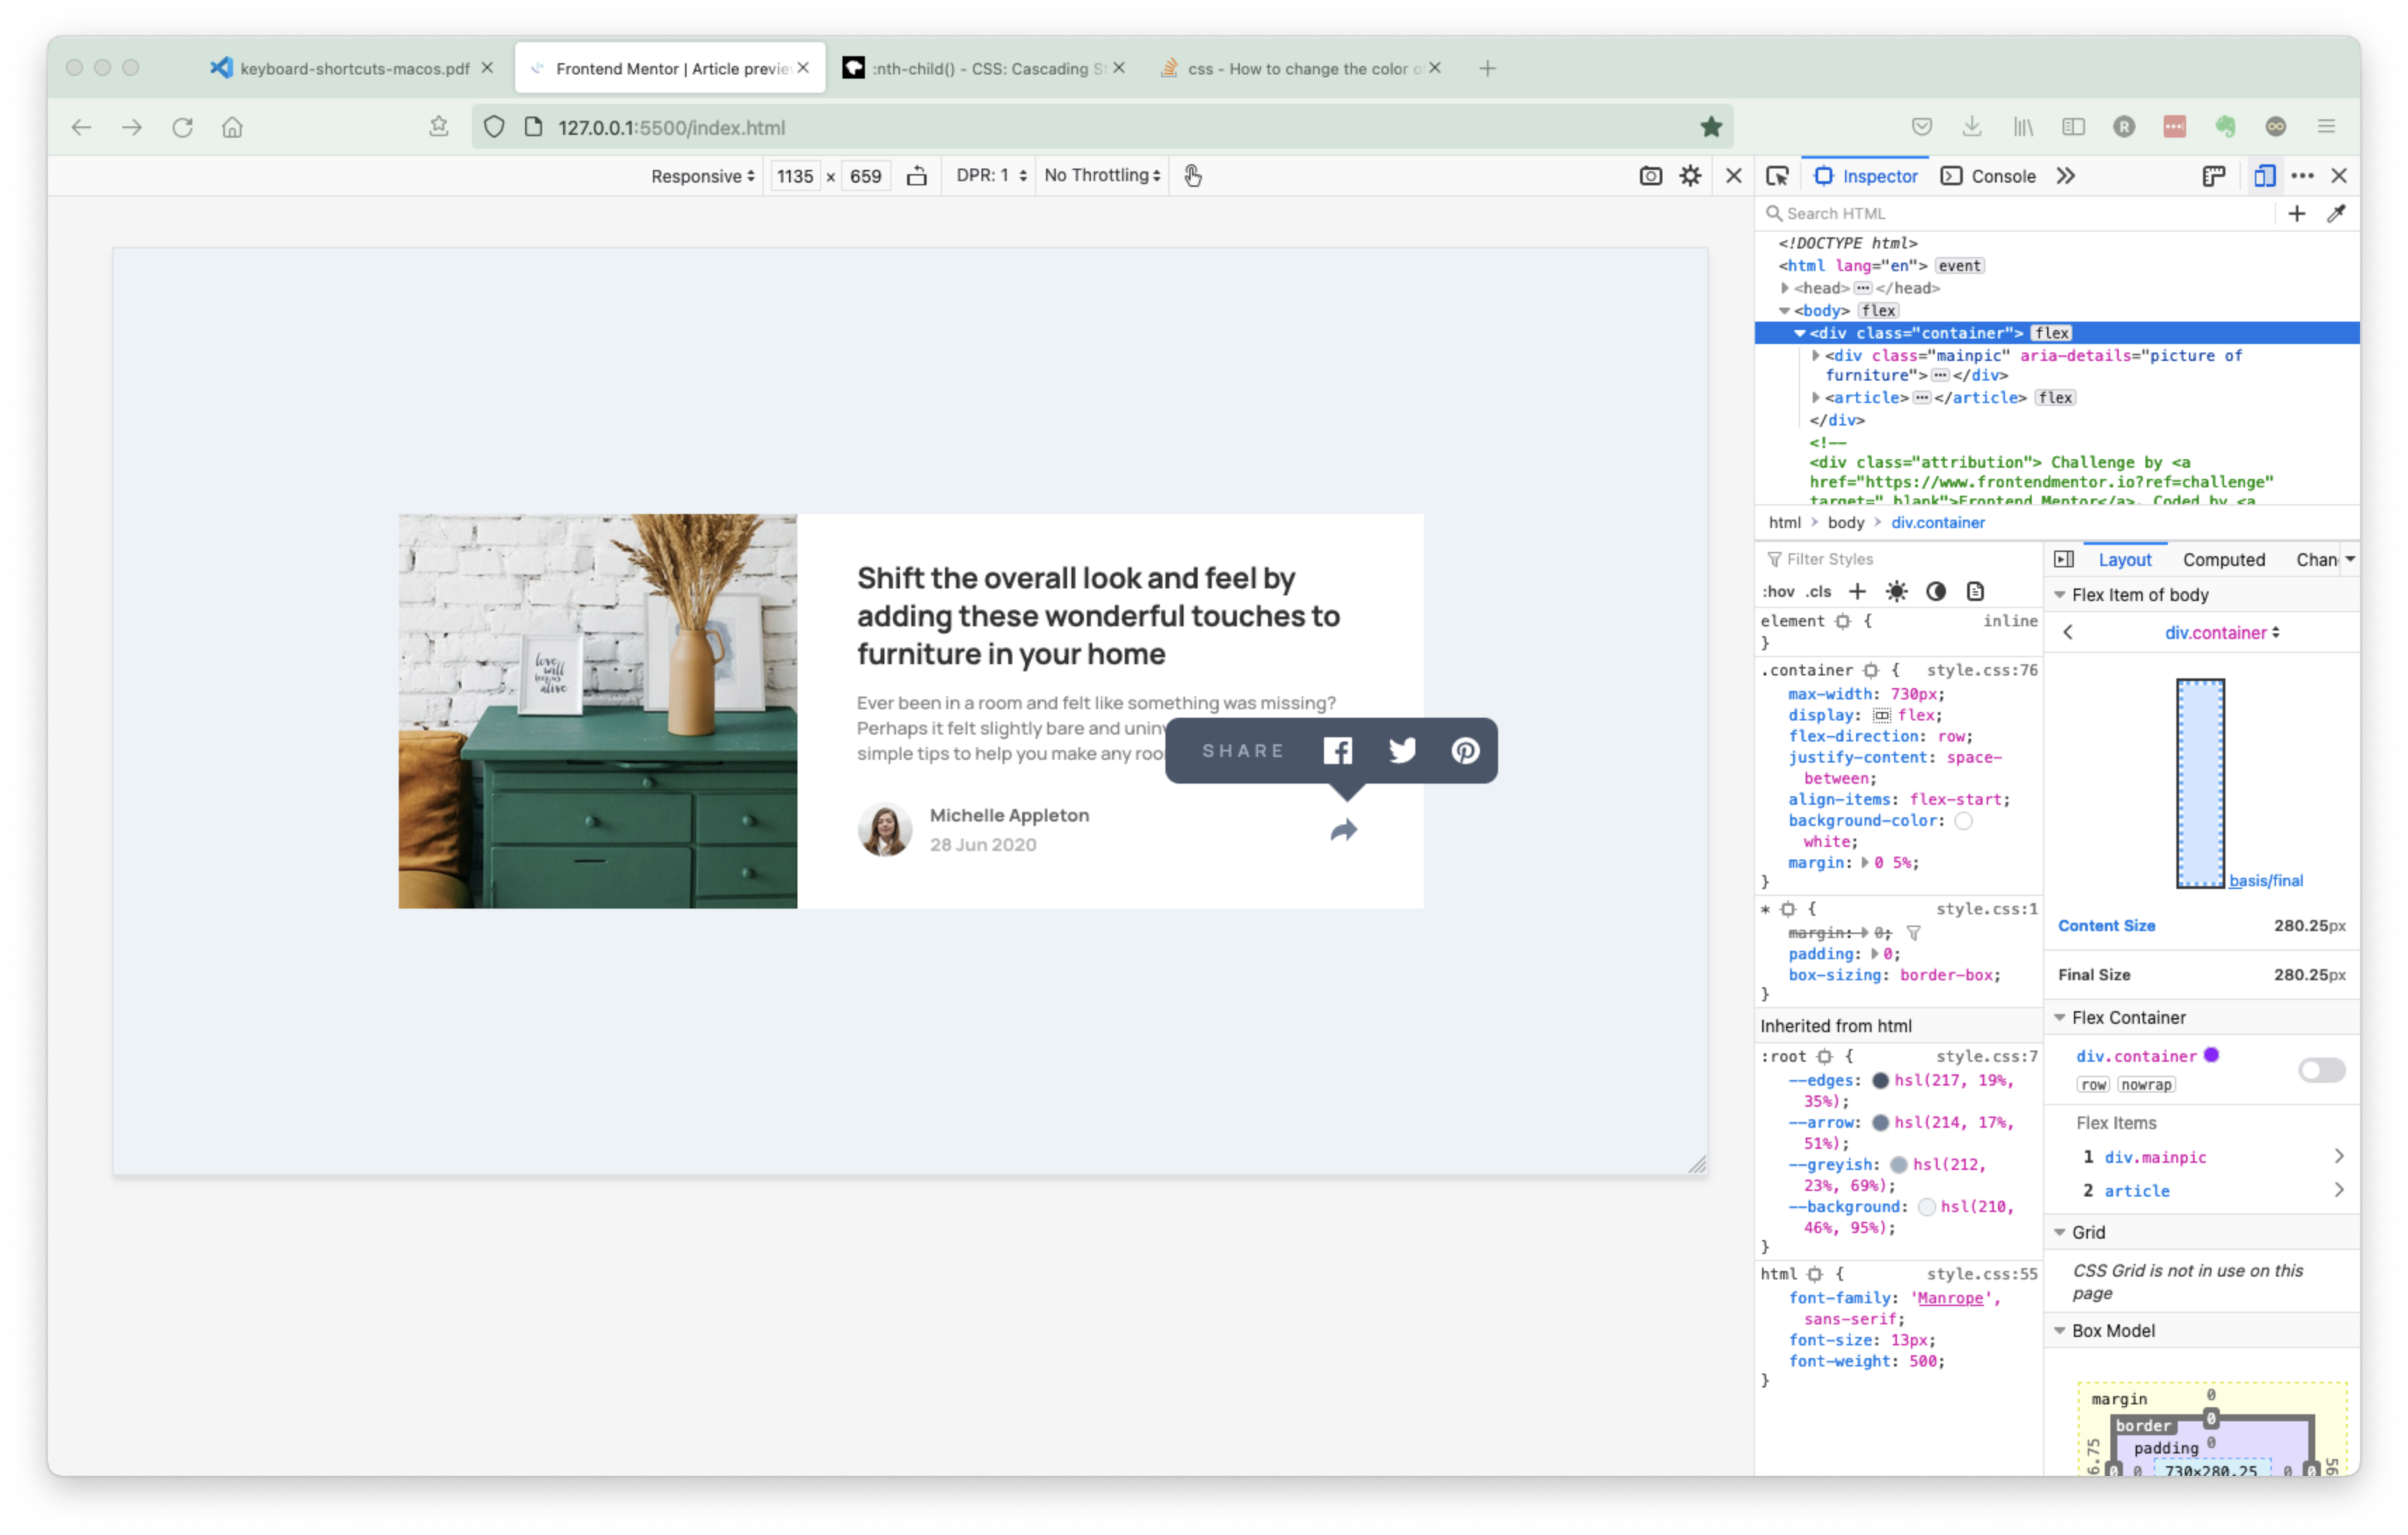 keyboard-shortcuts-macos.pdf
Frontend Mentor | Article previe
:nth-child() - CSS: Cascading St
css - How to change the color o
127.0.0.1:5500/index.html
Responsive 1135 × 659 DPR: 1 No Throttling
Inspector Console
Search HTML
<!DOCTYPE html>
<html lang="en"> event
<head>⋯</head>
<body> flex
<div class="container"> flex
<div class="mainpic" aria-details="picture of
furniture">⋯</div>
<article>⋯</article> flex
</div>
<!--
<div class="attribution"> Challenge by <a
href="https://www.frontendmentor.io?ref=challenge"
target="_blank">Frontend Mentor</a>. Coded by <a
html > body > div.container
Shift the overall look and feel by
adding these wonderful touches to
furniture in your home
Ever been in a room and felt like something was missing?
Perhaps it felt slightly bare and uninv
simple tips to help you make any roo
SHARE
Michelle Appleton
28 Jun 2020
love
will
keep us
alive
Filter Styles
:hov .cls +
element { inline
}
.container { style.css:76
max-width: 730px;
display: flex;
flex-direction: row;
justify-content: space-
between;
align-items: flex-start;
background-color:
white;
margin: 0 5%;
}
* { style.css:1
margin: 0;
padding: 0;
box-sizing: border-box;
}
Inherited from html
:root { style.css:7
--edges: hsl(217, 19%,
35%);
--arrow: hsl(214, 17%,
51%);
--greyish: hsl(212,
23%, 69%);
--background: hsl(210,
46%, 95%);
}
html { style.css:55
font-family: 'Manrope',
sans-serif;
font-size: 13px;
font-weight: 500;
}
Layout Computed Chan
Flex Item of body
div.container
basis/final
Content Size 280.25px
Final Size 280.25px
Flex Container
div.container
row nowrap
Flex Items
1 div.mainpic
2 article
Grid
CSS Grid is not in use on this
page
Box Model
margin 0
border 0
padding 0
6.75 0 0 730×280.25 0 0 56